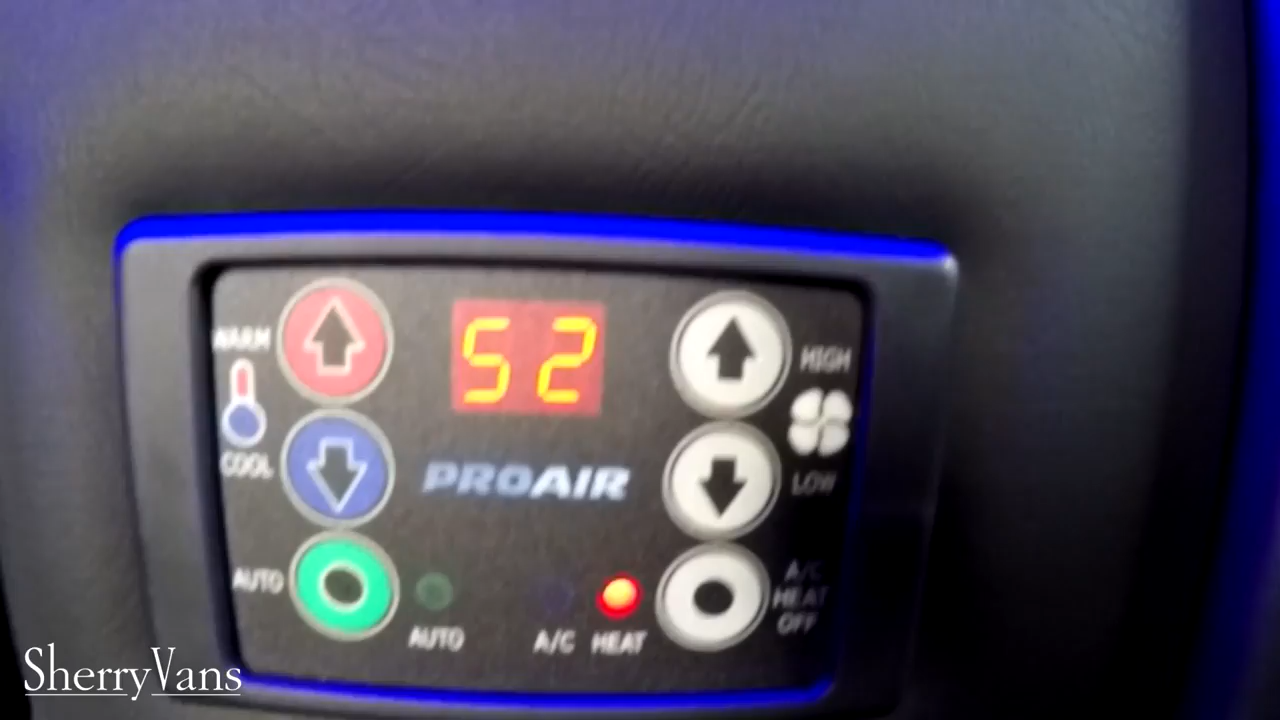 WARM
52
HIGH
COOL
PROAIR
LOW
AUTO
A/C
HEAT
OFF
AUTO
A/C
HEAT
SherryVans